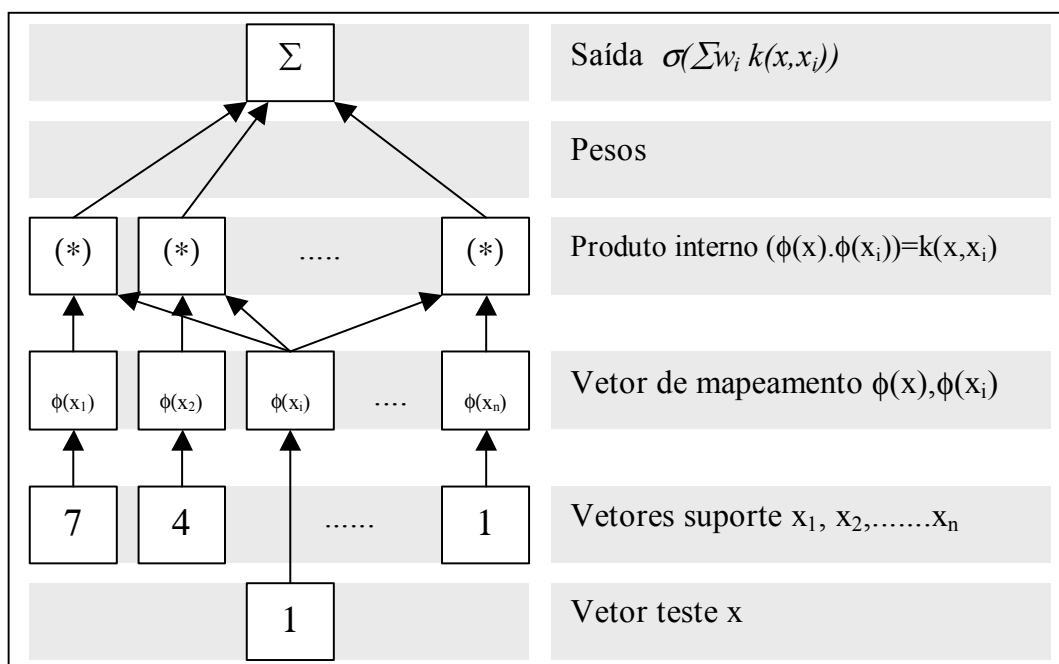 Σ Saída σ(∑wᵢ k(x,xᵢ))
Pesos
(*) (*) ..... (*) Produto interno (ϕ(x).ϕ(xᵢ))=k(x,xᵢ)
ϕ(x₁) ϕ(x₂) ϕ(xᵢ) .... ϕ(xₙ) Vetor de mapeamento ϕ(x),ϕ(xᵢ)
7 4 ...... 1 Vetores suporte x₁, x₂,.......xₙ
1 Vetor teste x